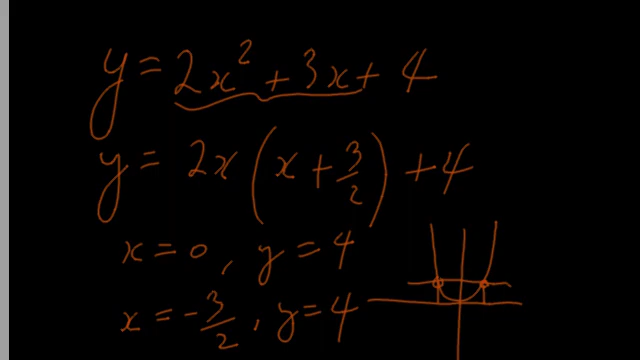 y = 2x² + 3x + 4
y = 2x(x + 3/2) + 4
x = 0, y = 4
x = -3/2, y = 4